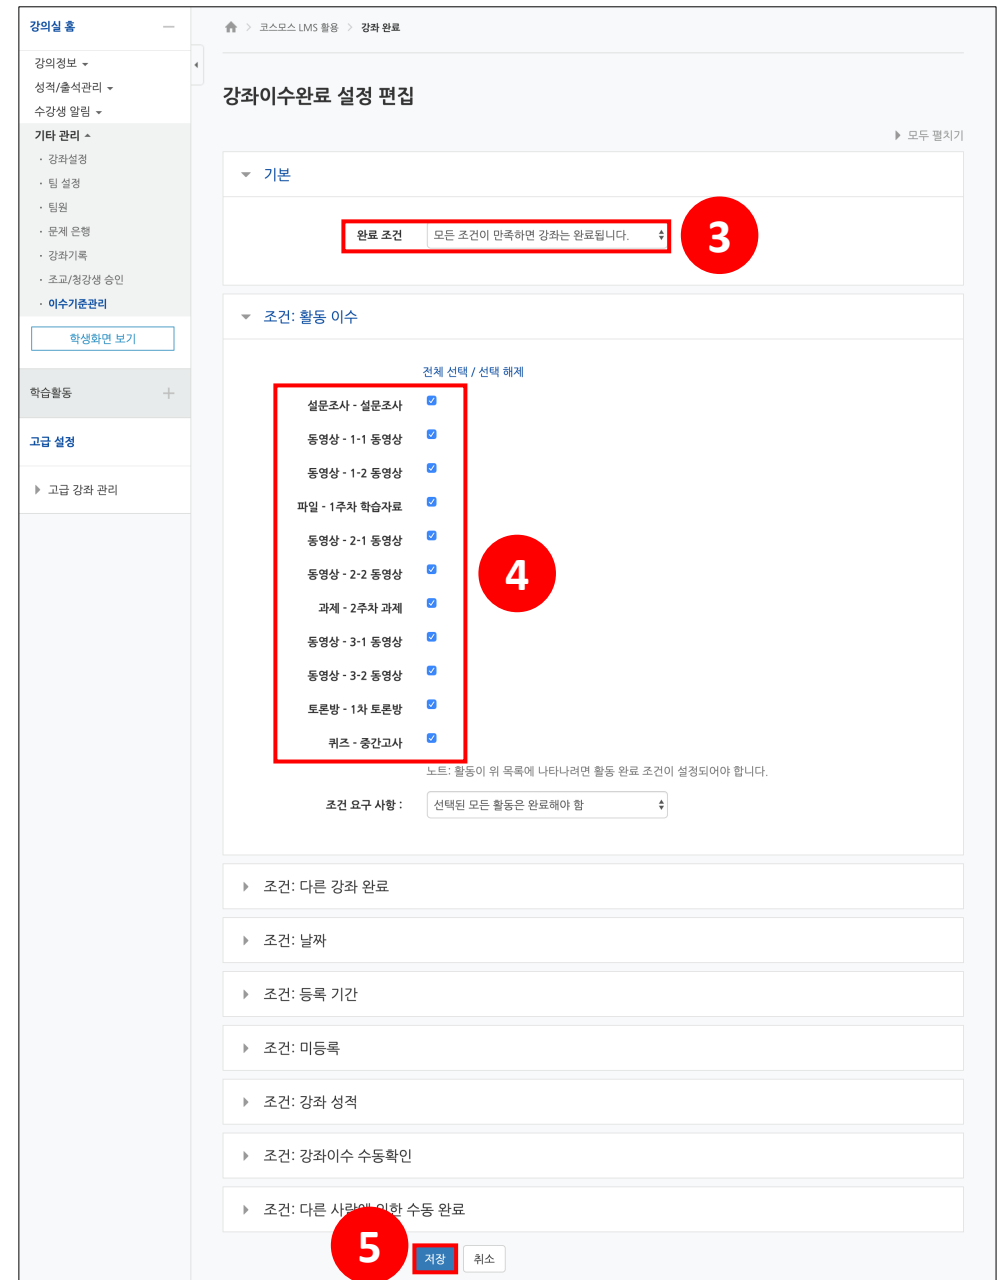 강의실 홈
코스모스 LMS 활용 > 강좌 완료
강의정보
성적/출석관리
수강생 알림
기타 관리
· 강좌설정
· 팀 설정
· 팀원
· 문제 은행
· 강좌기록
· 조교/청강생 승인
· 이수기준관리
학생화면 보기
학습활동
고급 설정
고급 강좌 관리
강좌이수완료 설정 편집
모두 펼치기
기본
완료 조건 모든 조건이 만족하면 강좌는 완료됩니다.
3
조건: 활동 이수
전체 선택 / 선택 해제
설문조사 - 설문조사
동영상 - 1-1 동영상
동영상 - 1-2 동영상
파일 - 1주차 학습자료
동영상 - 2-1 동영상
동영상 - 2-2 동영상
4
과제 - 2주차 과제
동영상 - 3-1 동영상
동영상 - 3-2 동영상
토론방 - 1차 토론방
퀴즈 - 중간고사
노트: 활동이 위 목록에 나타나려면 활동 완료 조건이 설정되어야 합니다.
조건 요구 사항 : 선택된 모든 활동은 완료해야 함
조건: 다른 강좌 완료
조건: 날짜
조건: 등록 기간
조건: 미등록
조건: 강좌 성적
조건: 강좌이수 수동확인
조건: 다른 사람에 의한 수동 완료
5
저장 취소